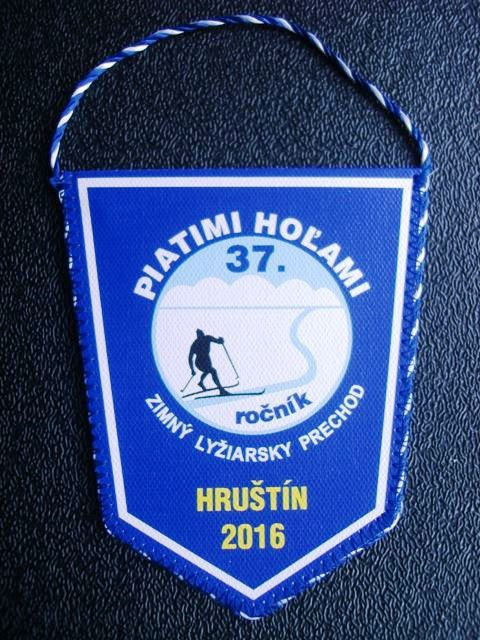 PIATIMI HOĽAMI
37.
ročník
ZIMNÝ LYŽIARSKY PRECHOD
HRUŠTÍN
2016